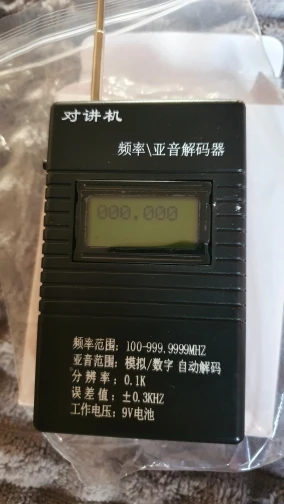 对讲机
频率\亚音解码器
000.000
频率范围：100-999.9999MHZ
亚音范围：模拟/数字 自动解码
分辨率：0.1K
误差值：±0.3KHZ
工作电压：9V电池